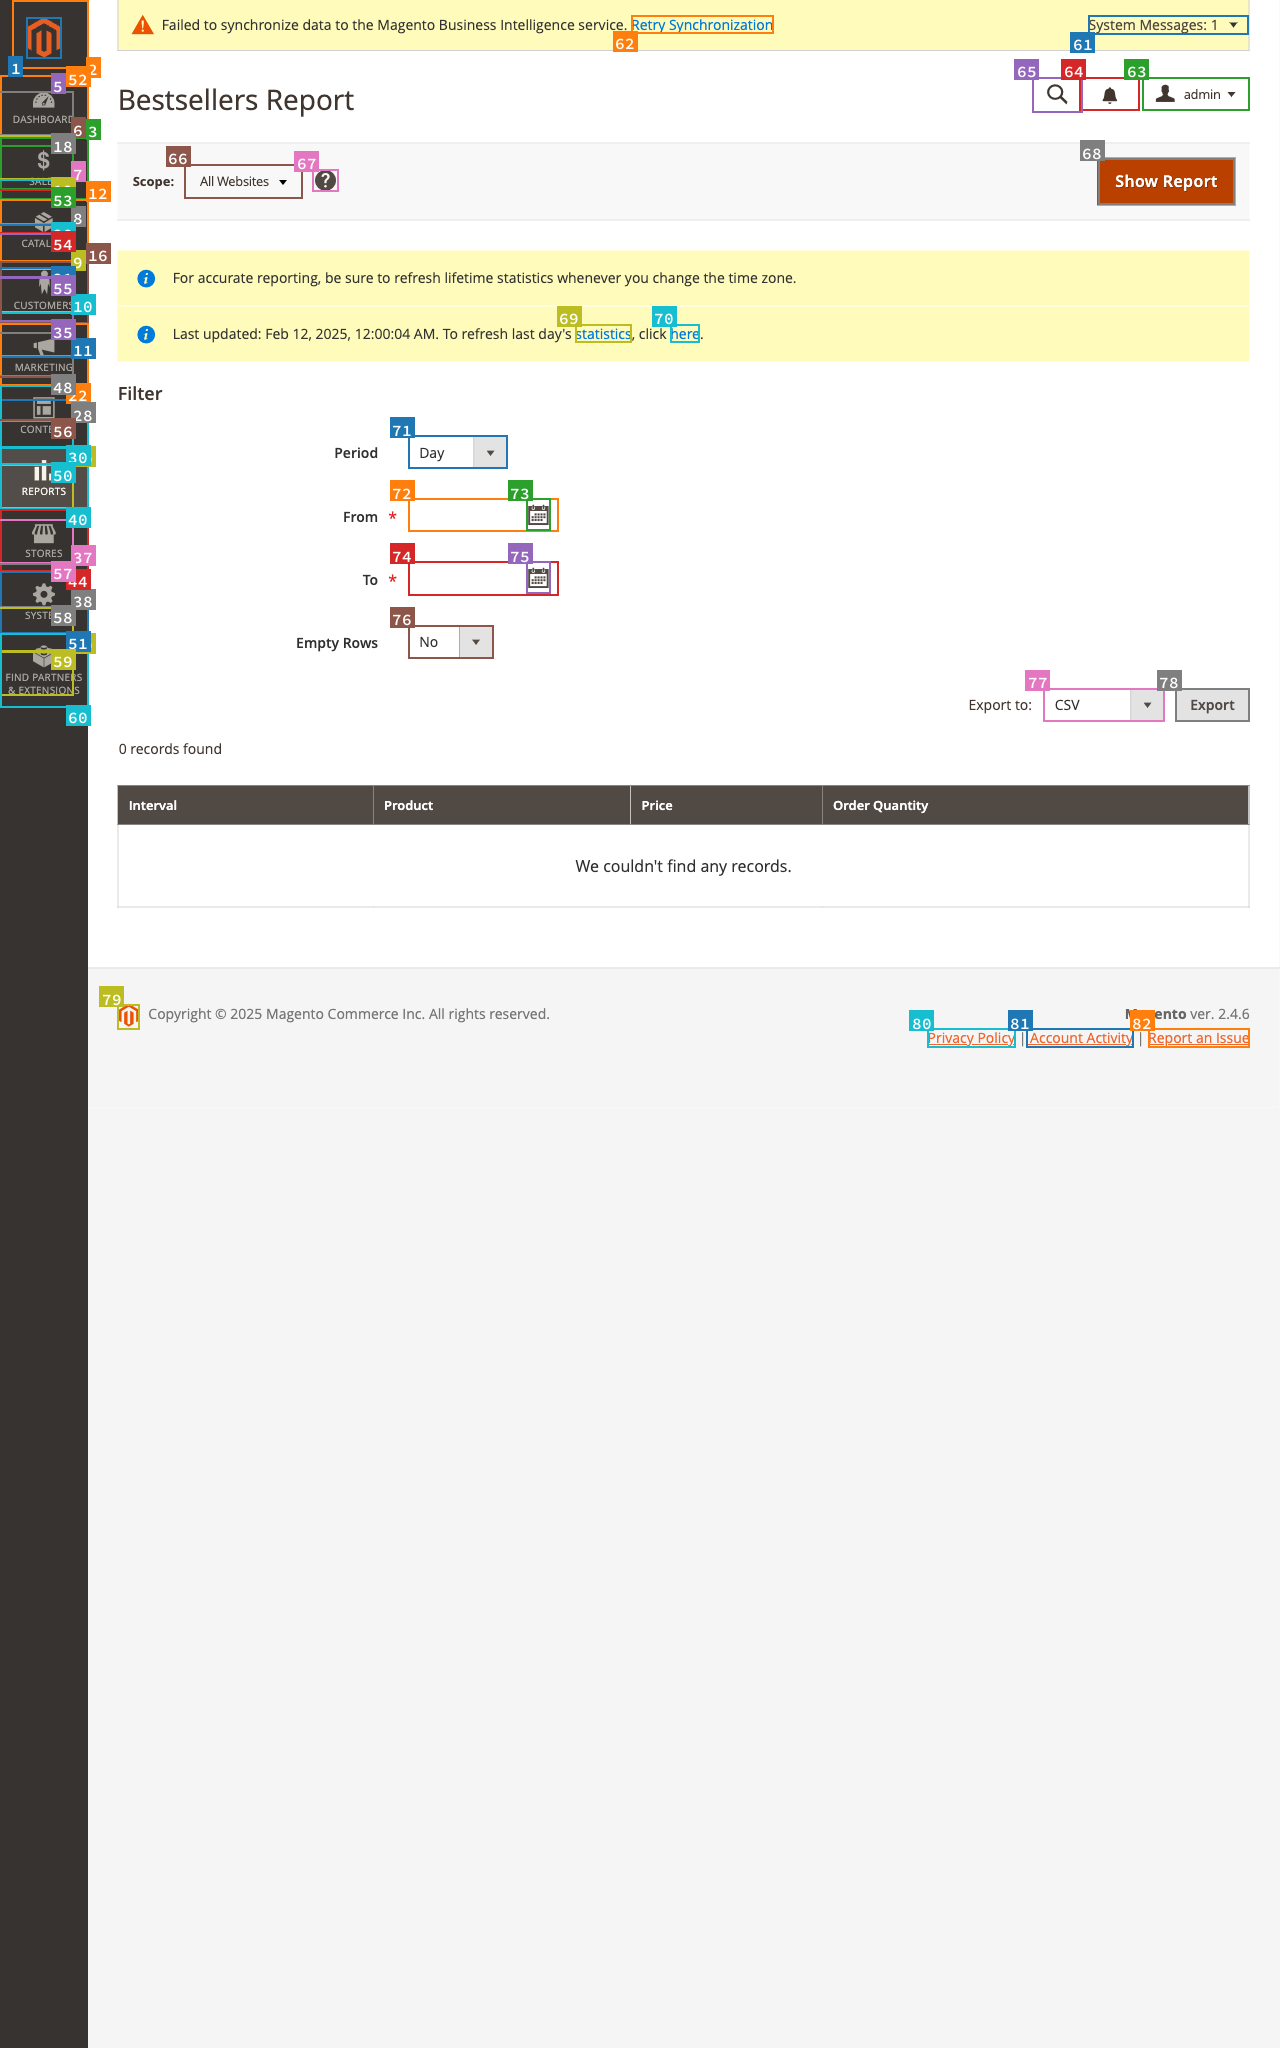 Failed to synchronize data to the Magento Business Intelligence service. Retry Synchronization
System Messages: 1
62
61
1
2
52
5
65
64
63
DASHBOARD
Bestsellers Report
admin
6
3
18
66
67
68
7
Scope:
All Websites
Show Report
12
53
8
54
CATAL
16
9
For accurate reporting, be sure to refresh lifetime statistics whenever you change the time zone.
55
CUSTOMERS
10
69
70
35
Last updated: Feb 12, 2025, 12:00:04 AM. To refresh last day's statistics, click here.
11
MARKETING
48
Filter
28
CONTE
56
71
Period
Day
30
50
REPORTS
72
73
40
From *
STORES
37
74
75
57
44
To *
38
SYSTE
58
76
51
Empty Rows
No
59
FIND PARTNERS
& EXTENSIONS
77
78
60
Export to:
CSV
Export
0 records found
Interval
Product
Price
Order Quantity
We couldn't find any records.
79
Copyright © 2025 Magento Commerce Inc. All rights reserved.
ento ver. 2.4.6
80
81
82
Privacy Policy | Account Activity | Report an Issue